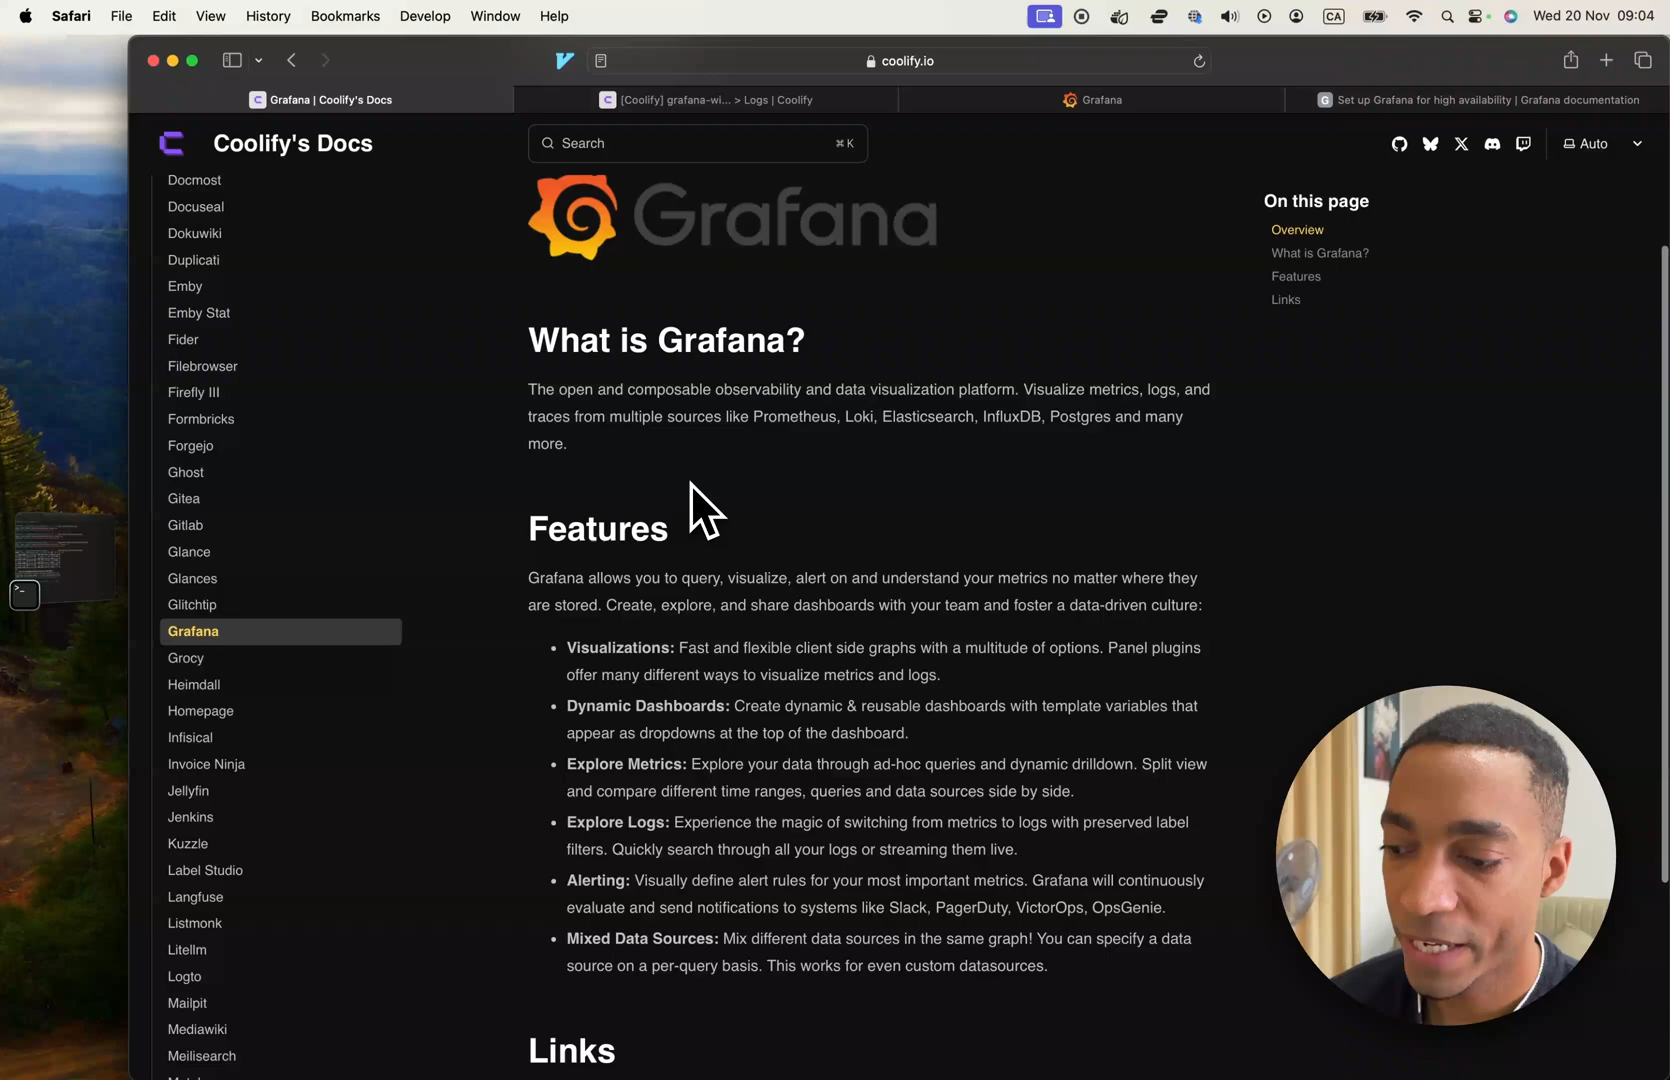 Safari File Edit View History Bookmarks Develop Window Help
CA
Wed 20 Nov 09:04
coolify.io
Grafana | Coolify's Docs
[Coolify] grafana-wi... > Logs | Coolify
Grafana
G Set up Grafana for high availability | Grafana documentation
Coolify's Docs
Search
⌘ K
Auto
Docmost
Docuseal
Dokuwiki
Duplicati
Emby
Emby Stat
Fider
Filebrowser
Firefly III
Formbricks
Forgejo
Ghost
Gitea
Gitlab
Glance
Glances
Glitchtip
Grafana
Grocy
Heimdall
Homepage
Infisical
Invoice Ninja
Jellyfin
Jenkins
Kuzzle
Label Studio
Langfuse
Listmonk
Litellm
Logto
Mailpit
Mediawiki
Meilisearch
Grafana
What is Grafana?
The open and composable observability and data visualization platform. Visualize metrics, logs, and
traces from multiple sources like Prometheus, Loki, Elasticsearch, InfluxDB, Postgres and many
more.
Features
Grafana allows you to query, visualize, alert on and understand your metrics no matter where they
are stored. Create, explore, and share dashboards with your team and foster a data-driven culture:
• Visualizations: Fast and flexible client side graphs with a multitude of options. Panel plugins
offer many different ways to visualize metrics and logs.
• Dynamic Dashboards: Create dynamic & reusable dashboards with template variables that
appear as dropdowns at the top of the dashboard.
• Explore Metrics: Explore your data through ad-hoc queries and dynamic drilldown. Split view
and compare different time ranges, queries and data sources side by side.
• Explore Logs: Experience the magic of switching from metrics to logs with preserved label
filters. Quickly search through all your logs or streaming them live.
• Alerting: Visually define alert rules for your most important metrics. Grafana will continuously
evaluate and send notifications to systems like Slack, PagerDuty, VictorOps, OpsGenie.
• Mixed Data Sources: Mix different data sources in the same graph! You can specify a data
source on a per-query basis. This works for even custom datasources.
Links
On this page
Overview
What is Grafana?
Features
Links